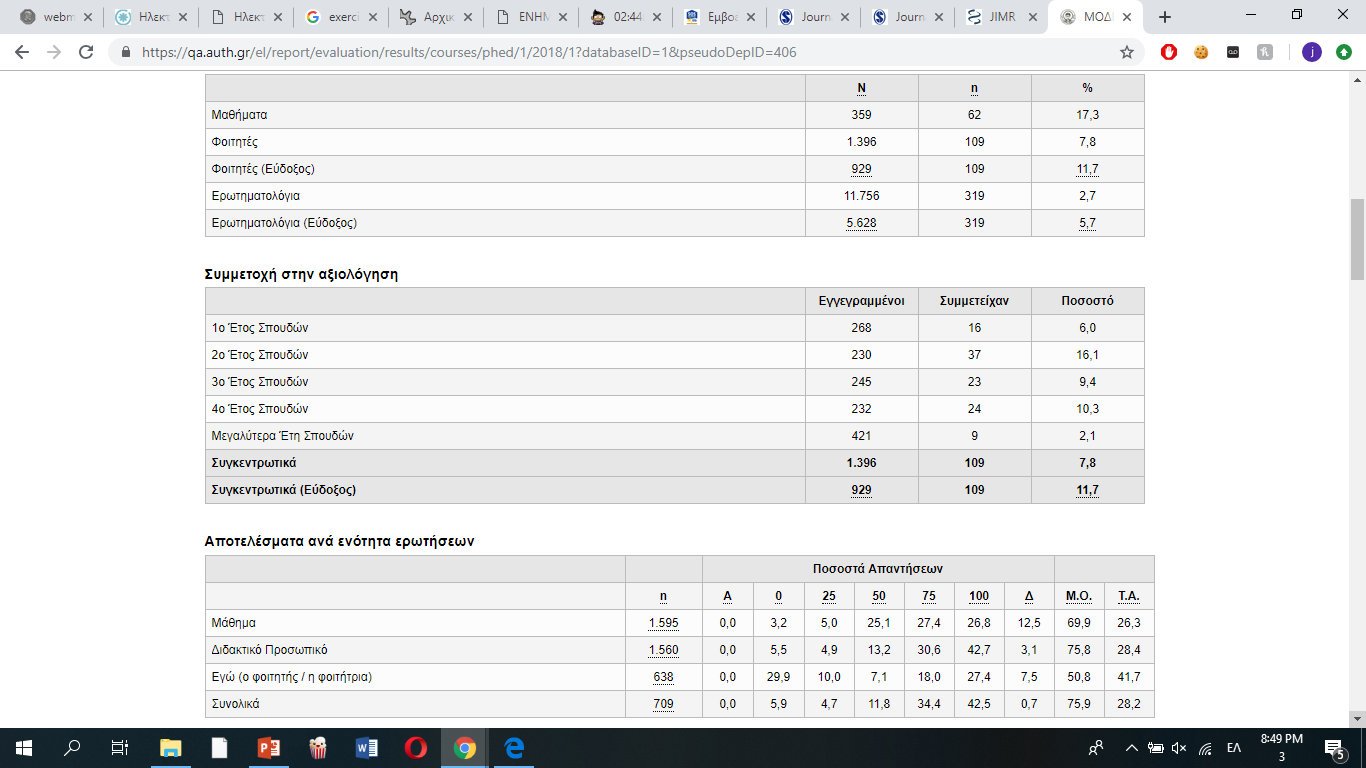 webm Ηλεκτ Ηλεκτ exerci Αρχικ ΕΝΗΜ 02:44 Εμβοε Journ Journ JIMR ΜΟΔΙ
https://qa.auth.gr/el/report/evaluation/results/courses/phed/1/2018/1?databaseID=1&pseudoDepID=406
N n %
Μαθήματα 359 62 17,3
Φοιτητές 1.396 109 7,8
Φοιτητές (Εύδοξος) 929 109 11,7
Ερωτηματολόγια 11.756 319 2,7
Ερωτηματολόγια (Εύδοξος) 5.628 319 5,7
Συμμετοχή στην αξιολόγηση
Εγγεγραμμένοι Συμμετείχαν Ποσοστό
1ο Έτος Σπουδών 268 16 6,0
2ο Έτος Σπουδών 230 37 16,1
3ο Έτος Σπουδών 245 23 9,4
4ο Έτος Σπουδών 232 24 10,3
Μεγαλύτερα Έτη Σπουδών 421 9 2,1
Συγκεντρωτικά 1.396 109 7,8
Συγκεντρωτικά (Εύδοξος) 929 109 11,7
Αποτελέσματα ανά ενότητα ερωτήσεων
Ποσοστά Απαντήσεων
n Α 0 25 50 75 100 Δ Μ.Ο. Τ.Α.
Μάθημα 1.595 0,0 3,2 5,0 25,1 27,4 26,8 12,5 69,9 26,3
Διδακτικό Προσωπικό 1.560 0,0 5,5 4,9 13,2 30,6 42,7 3,1 75,8 28,4
Εγώ (ο φοιτητής / η φοιτήτρια) 638 0,0 29,9 10,0 7,1 18,0 27,4 7,5 50,8 41,7
Συνολικά 709 0,0 5,9 4,7 11,8 34,4 42,5 0,7 75,9 28,2
ΕΛ 8:49 PM
3 5